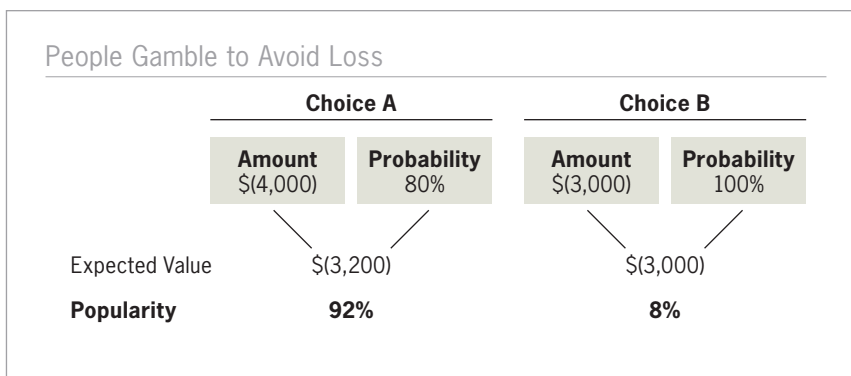 People Gamble to Avoid Loss
Choice A Choice B
Amount Probability Amount Probability
$(4,000) 80% $(3,000) 100%
Expected Value $(3,200) $(3,000)
Popularity 92% 8%